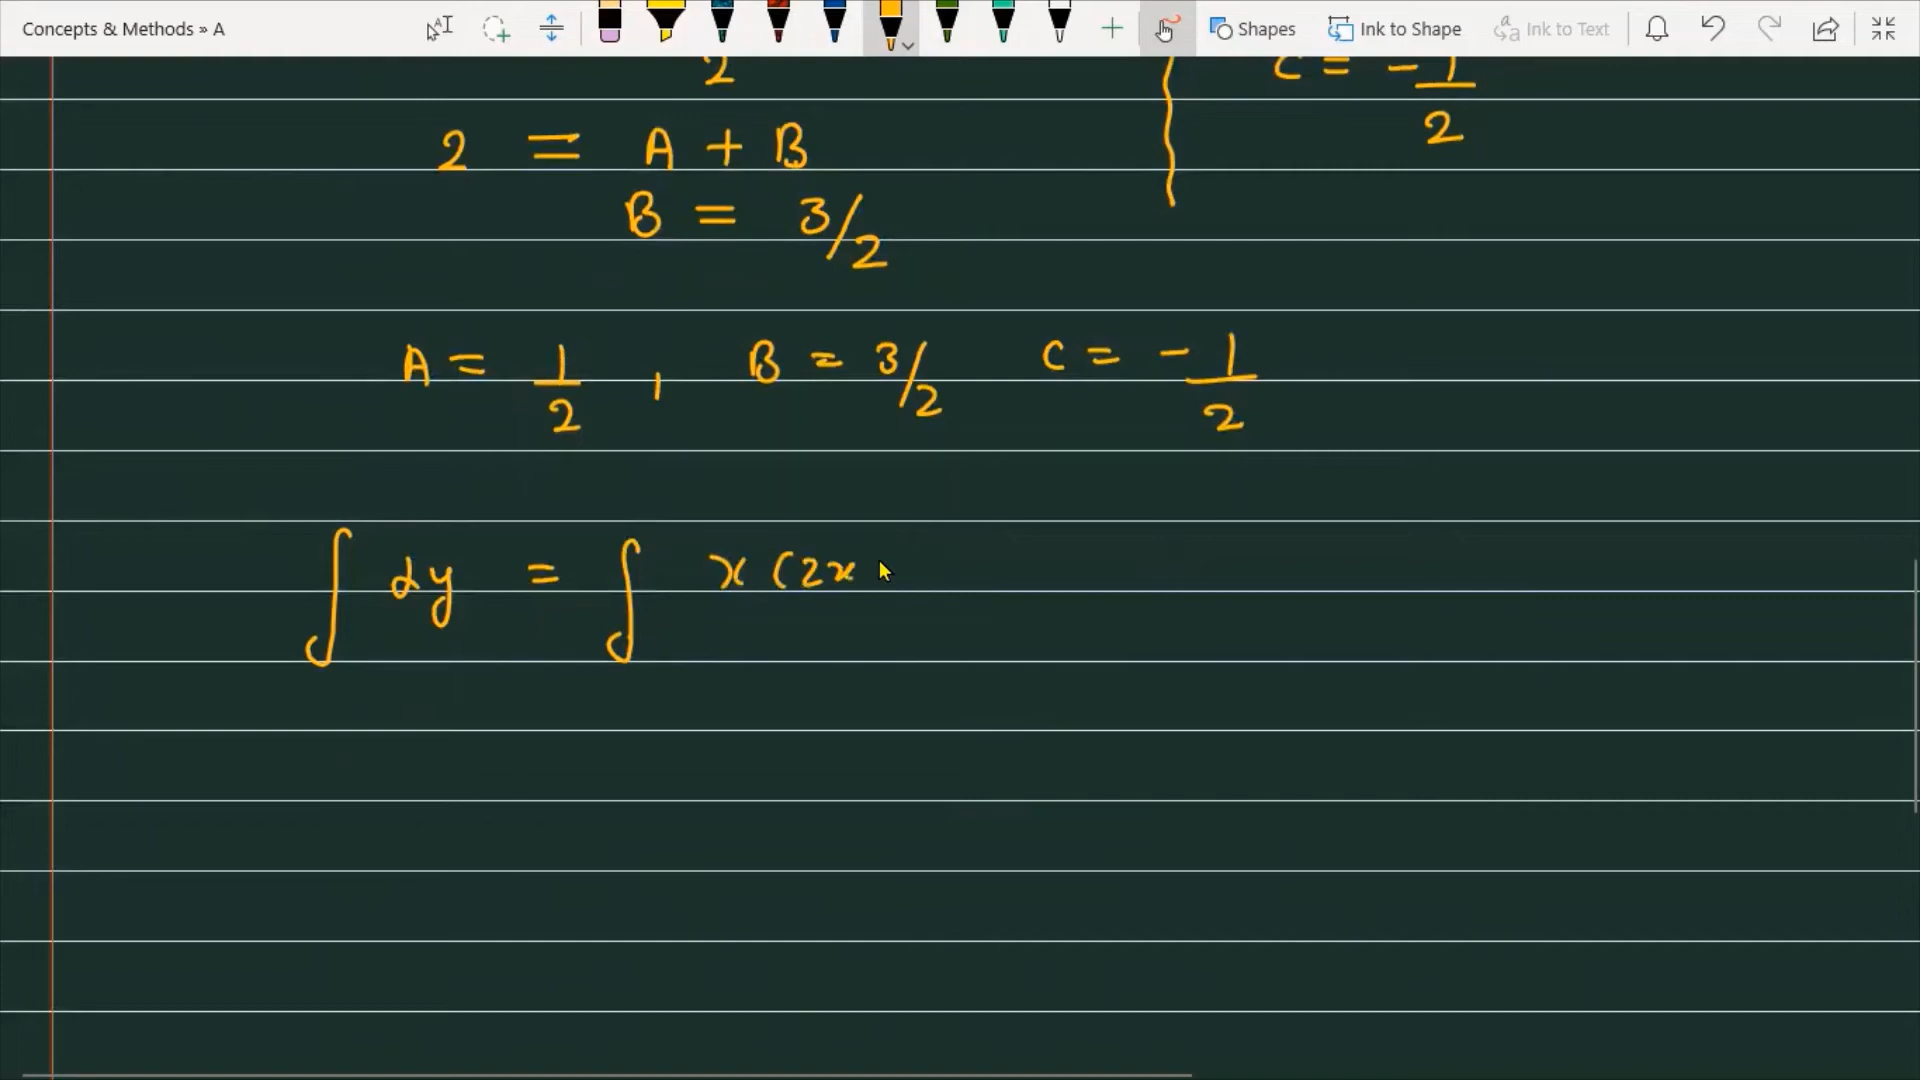 Concepts & Methods » A
Shapes
Ink to Shape
Ink to Text
2
C = - 1/2
2 = A + B
B = 3/2
A = 1/2 , B = 3/2 C = - 1/2
∫ dy = ∫ x (2x